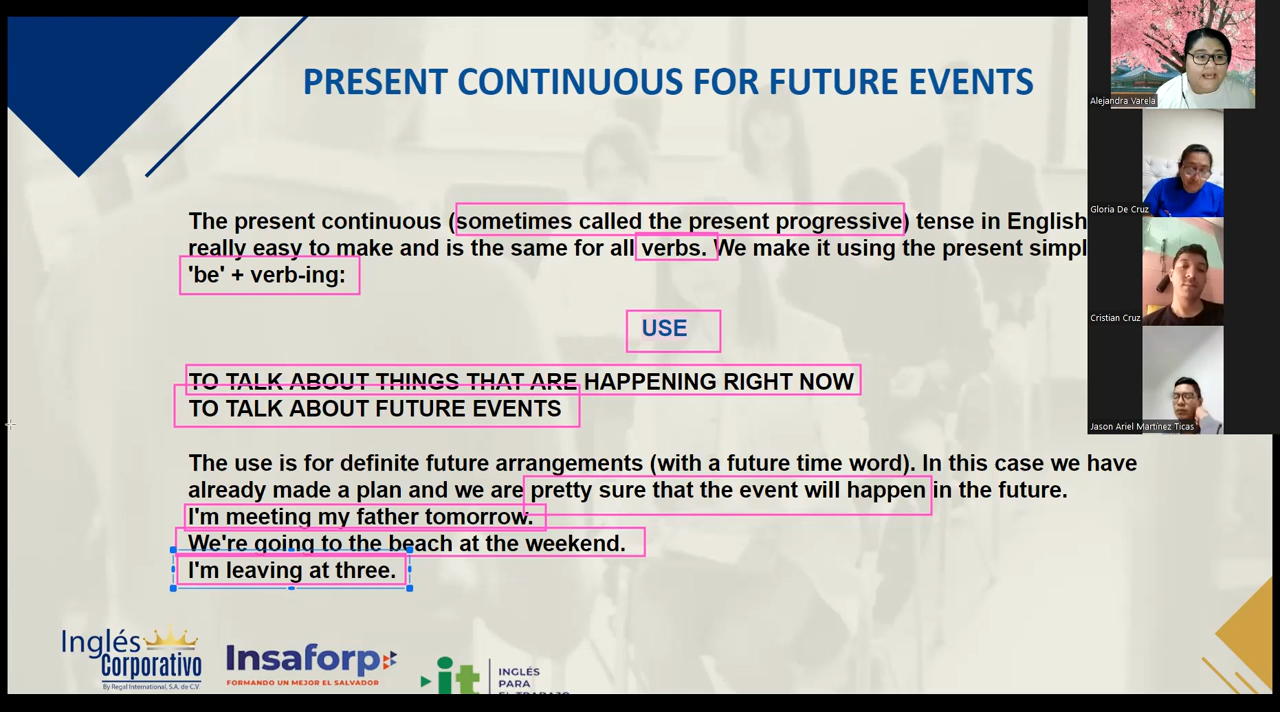 PRESENT CONTINUOUS FOR FUTURE EVENTS
Alejandra Varela
Gloria De Cruz
The present continuous (sometimes called the present progressive) tense in English
really easy to make and is the same for all verbs. We make it using the present simpl
'be' + verb-ing:
Cristian Cruz
USE
TO TALK ABOUT THINGS THAT ARE HAPPENING RIGHT NOW
TO TALK ABOUT FUTURE EVENTS
Jason Ariel Martinez Ticas
The use is for definite future arrangements (with a future time word). In this case we have
already made a plan and we are pretty sure that the event will happen in the future.
I'm meeting my father tomorrow.
We're going to the beach at the weekend.
I'm leaving at three.
Inglés
Corporativo
By Regal International, S.A. de C.V.
Insaforp
FORMANDO UN MEJOR EL SALVADOR
it
INGLÉS
PARA
EL TRABAJO